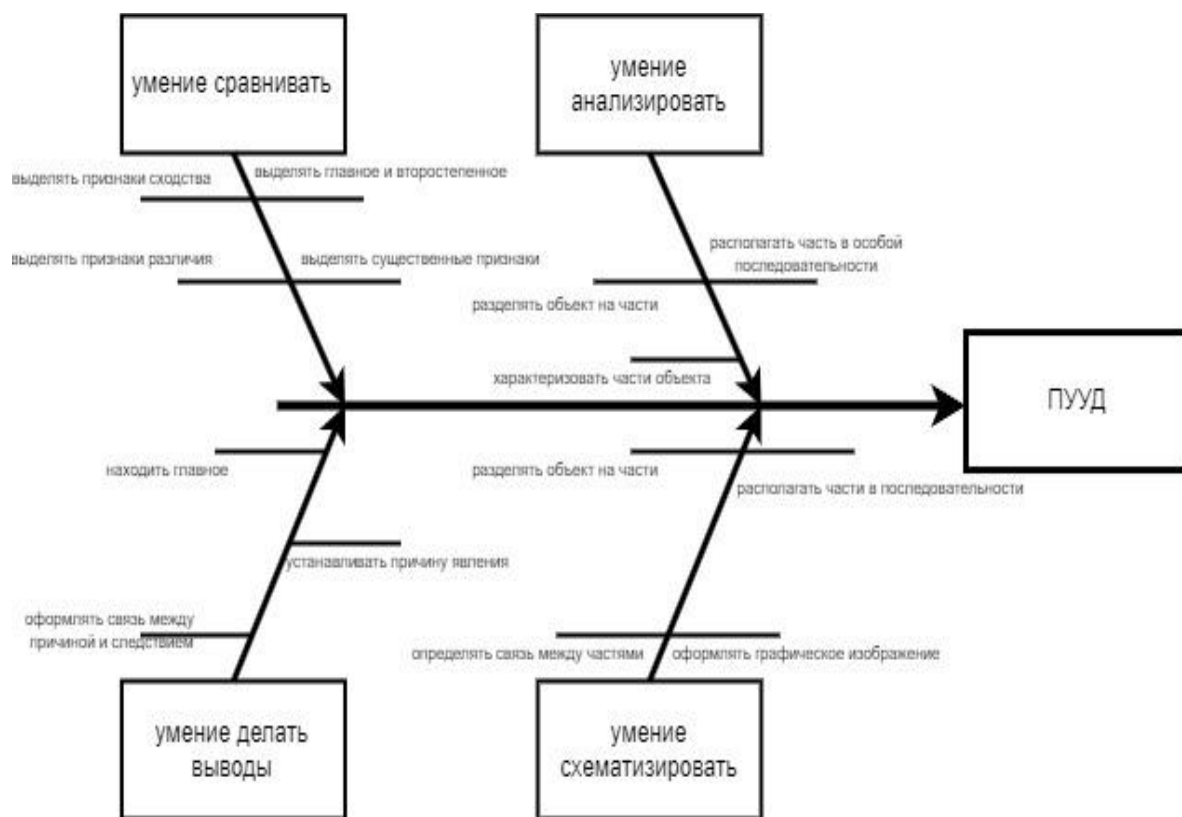 умение сравнивать
умение
анализировать
выделять признаки сходства
выделять главное и второстепенное
выделять признаки различия
выделять существенные признаки
располагать часть в особой
последовательности
разделять объект на части
характеризовать части объекта
ПУУД
находить главное
разделять объект на части
располагать части в последовательности
устанавливать причину явления
оформлять связь между
причиной и следствием
определять связь между частями
оформлять графическое изображение
умение делать
выводы
умение
схематизировать